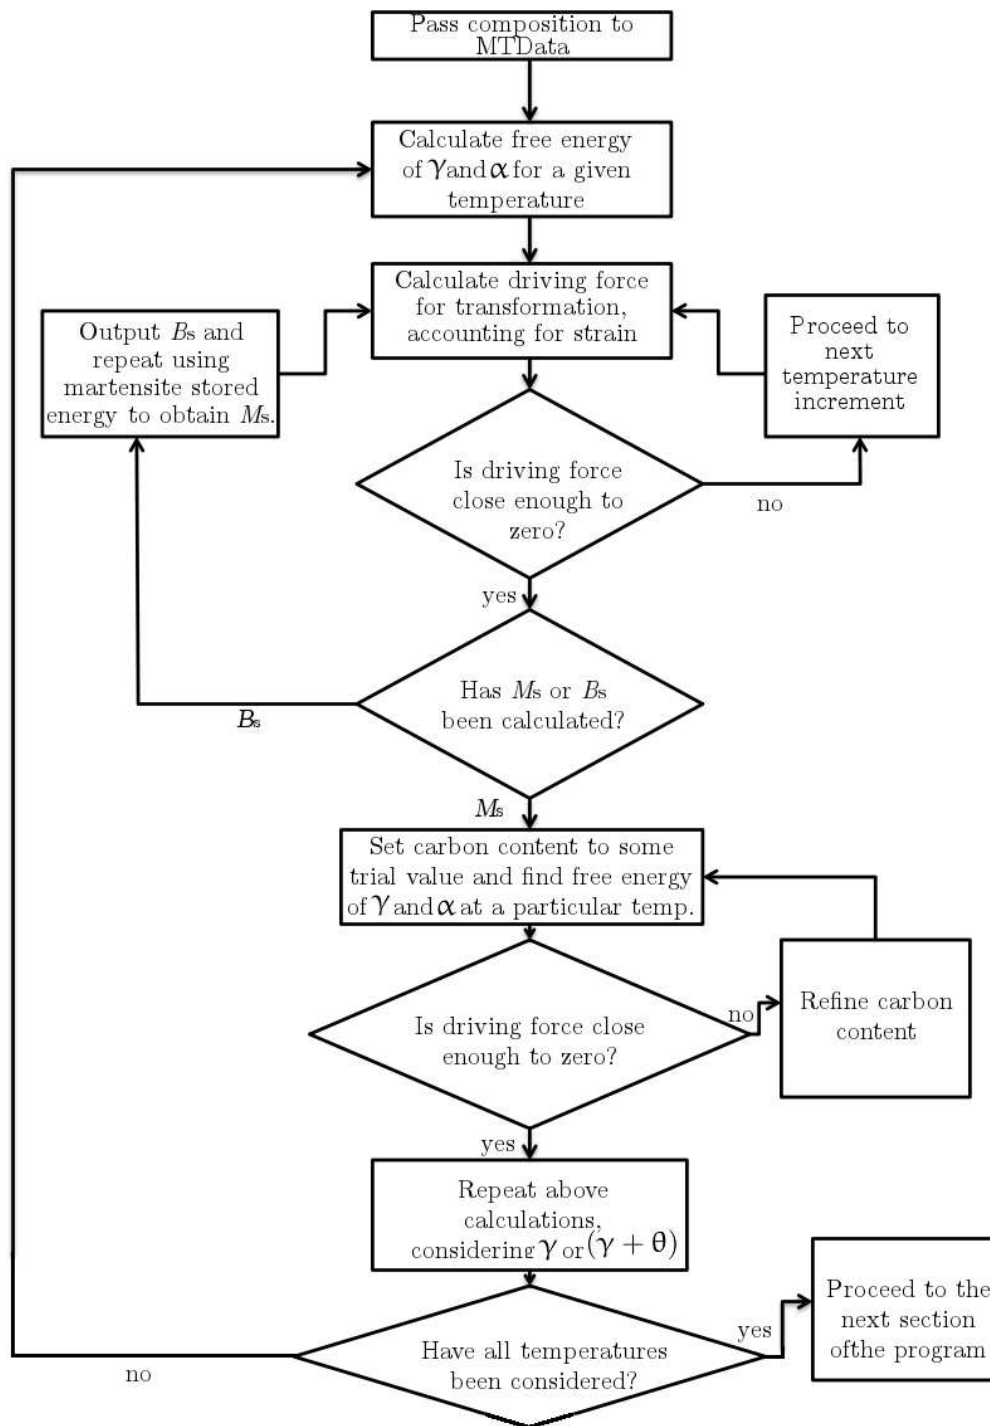 Pass composition to
MTData
Calculate free energy
of γ and α for a given
temperature
Calculate driving force
for transformation,
accounting for strain
Output Bs and
repeat using
martensite stored
energy to obtain Ms.
Proceed to
next
temperature
increment
Is driving force
close enough to
zero?
no
yes
Has Ms or Bs
been calculated?
Bs
Ms
Set carbon content to some
trial value and find free energy
of γ and α at a particular temp.
Is driving force close
enough to zero?
no
Refine carbon
content
yes
Repeat above
calculations,
considering γ or (γ + θ)
Have all temperatures
been considered?
no
yes
Proceed to the
next section
ofthe program